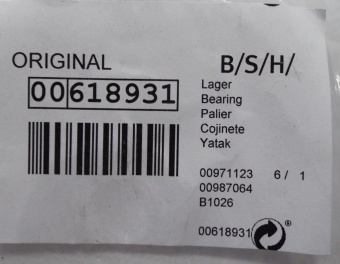 ORIGINAL
B/S/H/
00618931
Lager
Bearing
Palier
Cojinete
Yatak
00971123 6 / 1
00987064
B1026
00618931
®